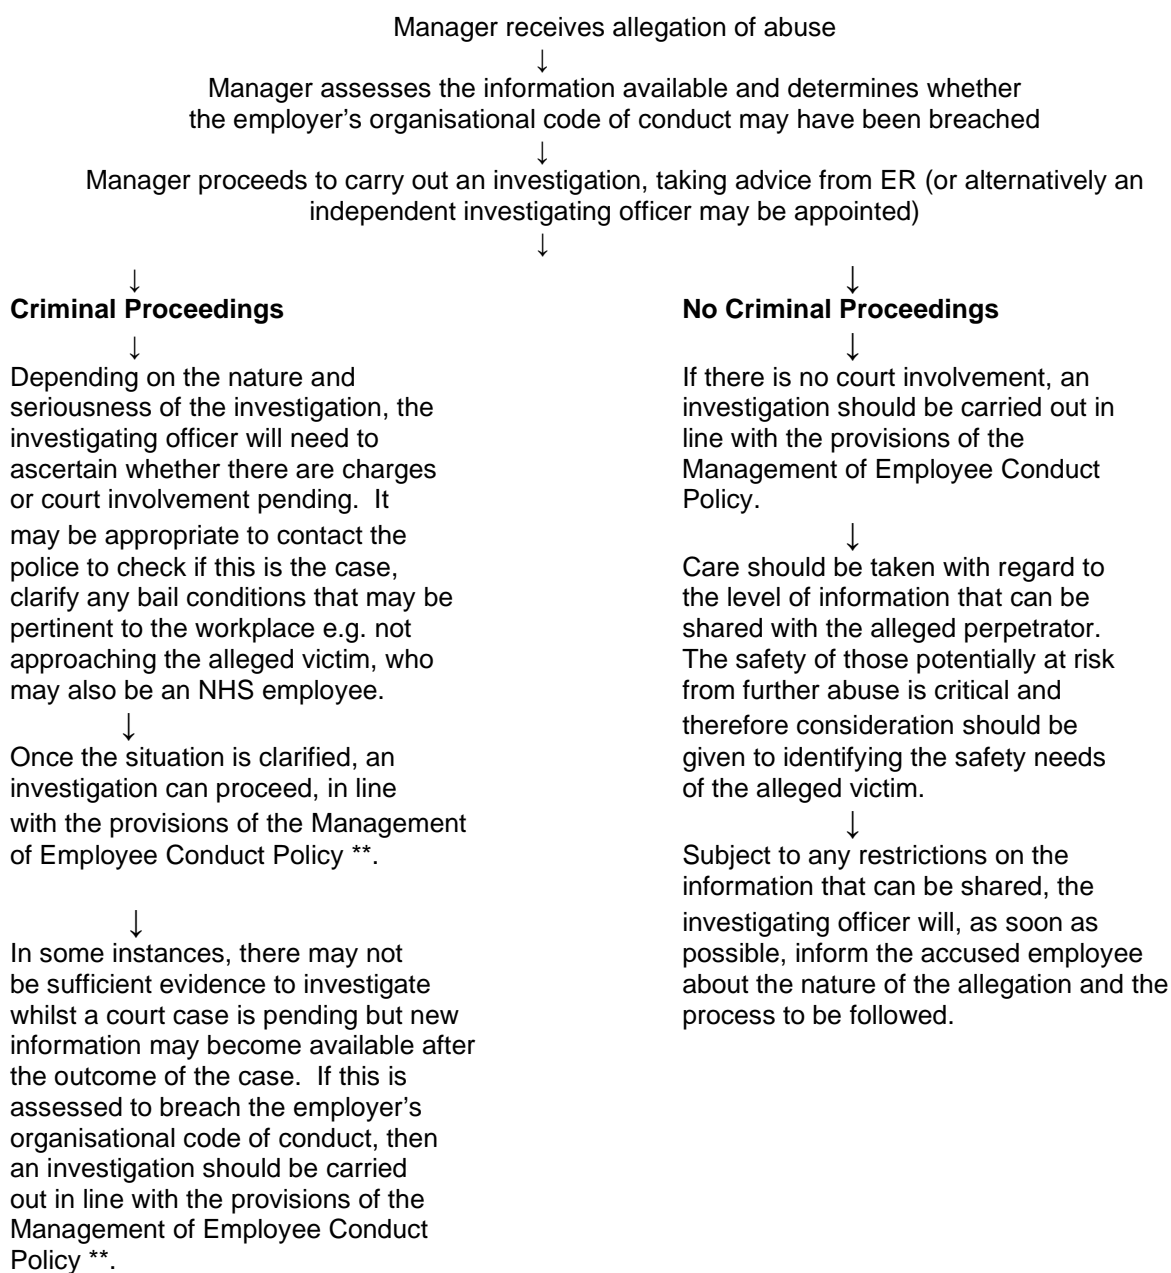 Manager receives allegation of abuse
↓
Manager assesses the information available and determines whether
the employer’s organisational code of conduct may have been breached
↓
Manager proceeds to carry out an investigation, taking advice from ER (or alternatively an
independent investigating officer may be appointed)
↓
↓
Criminal Proceedings
↓
Depending on the nature and
seriousness of the investigation, the
investigating officer will need to
ascertain whether there are charges
or court involvement pending.  It
may be appropriate to contact the
police to check if this is the case,
clarify any bail conditions that may be
pertinent to the workplace e.g. not
approaching the alleged victim, who
may also be an NHS employee.
↓
Once the situation is clarified, an
investigation can proceed, in line
with the provisions of the Management
of Employee Conduct Policy **.
↓
In some instances, there may not
be sufficient evidence to investigate
whilst a court case is pending but new
information may become available after
the outcome of the case.  If this is
assessed to breach the employer’s
organisational code of conduct, then
an investigation should be carried
out in line with the provisions of the
Management of Employee Conduct
Policy **.
↓
No Criminal Proceedings
↓
If there is no court involvement, an
investigation should be carried out in
line with the provisions of the
Management of Employee Conduct
Policy.
↓
Care should be taken with regard to
the level of information that can be
shared with the alleged perpetrator.
The safety of those potentially at risk
from further abuse is critical and
therefore consideration should be
given to identifying the safety needs
of the alleged victim.
↓
Subject to any restrictions on the
information that can be shared, the
investigating officer will, as soon as
possible, inform the accused employee
about the nature of the allegation and the
process to be followed.